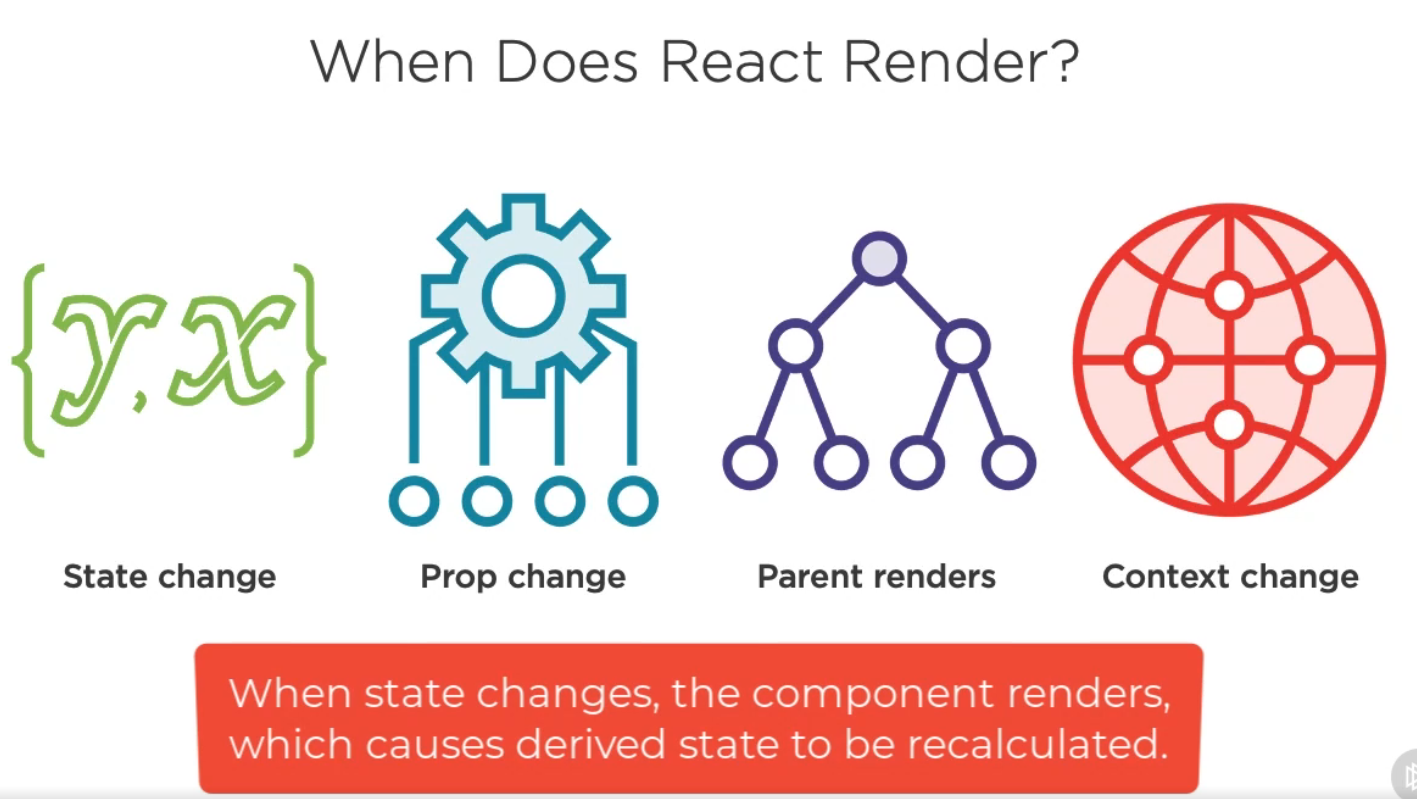 When Does React Render?
{y,x}
State change
Prop change
Parent renders
Context change
When state changes, the component renders,
which causes derived state to be recalculated.